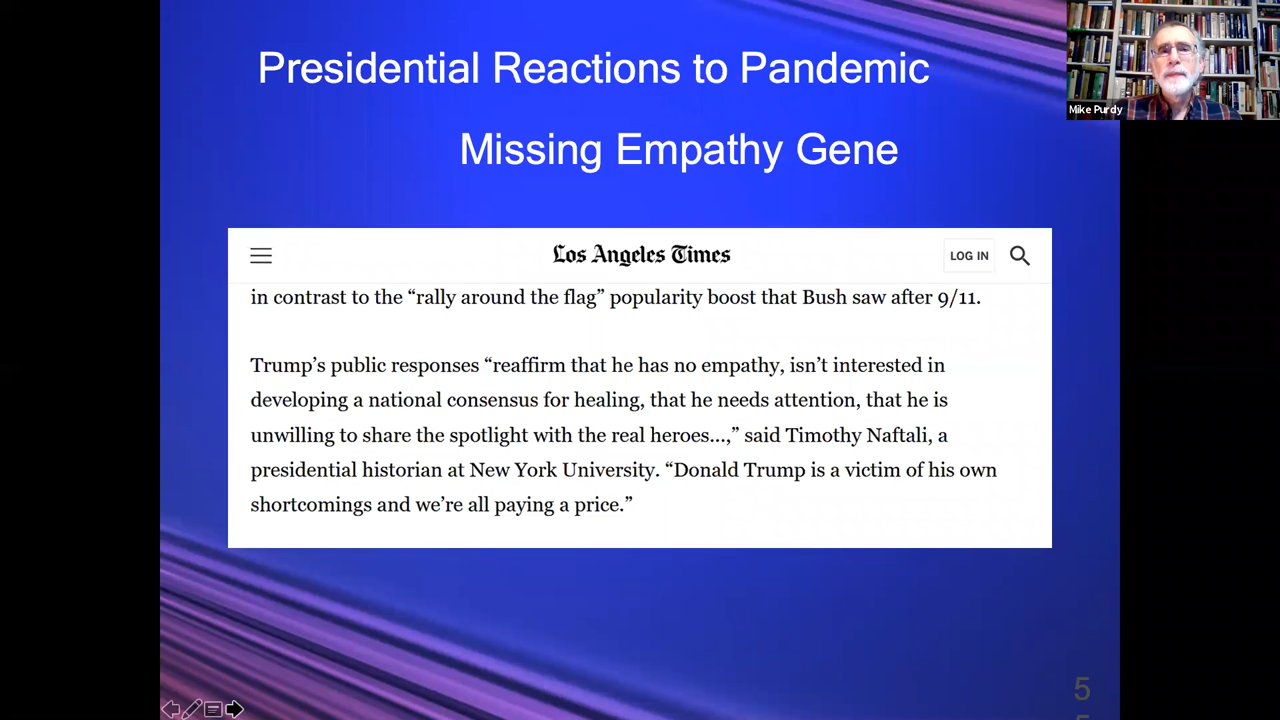 Presidential Reactions to Pandemic
Missing Empathy Gene
Mike Purdy
Los Angeles Times
LOG IN
in contrast to the “rally around the flag” popularity boost that Bush saw after 9/11.
Trump’s public responses “reaffirm that he has no empathy, isn’t interested in
developing a national consensus for healing, that he needs attention, that he is
unwilling to share the spotlight with the real heroes...,” said Timothy Naftali, a
presidential historian at New York University. “Donald Trump is a victim of his own
shortcomings and we’re all paying a price.”
5